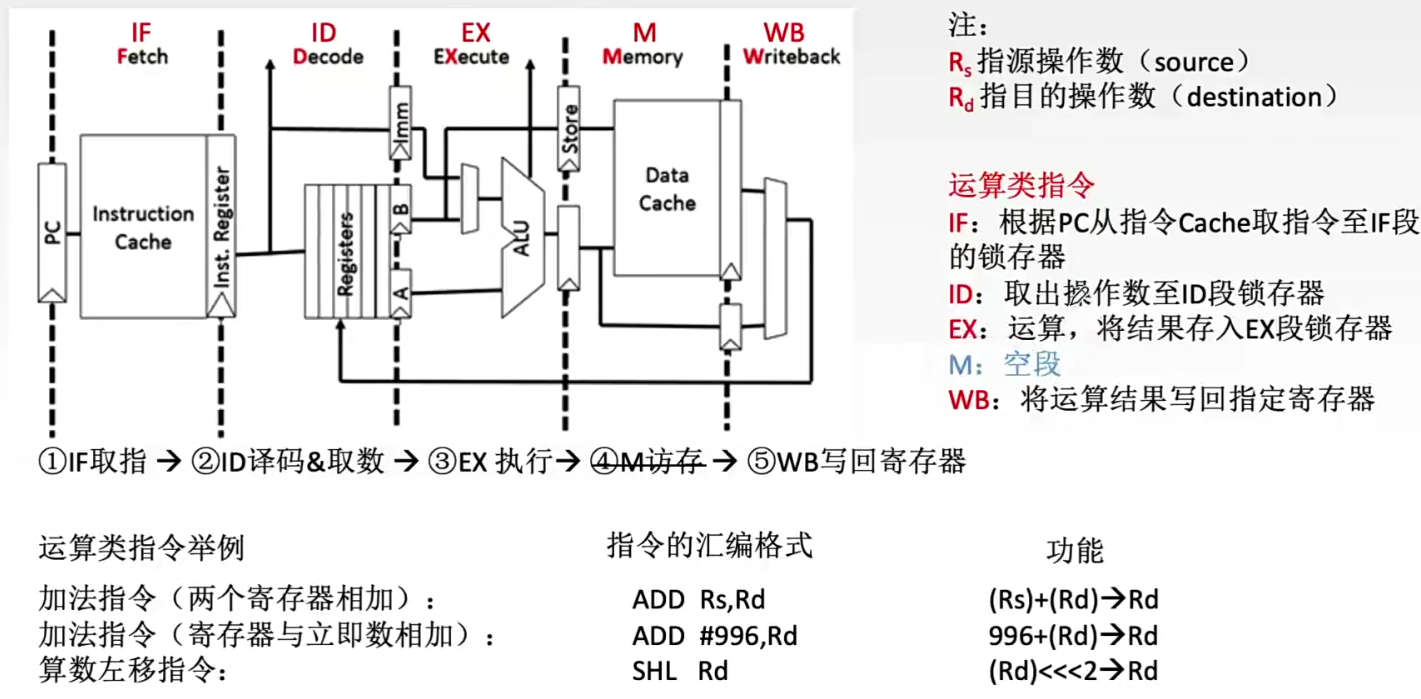 IF ID EX M WB
Fetch Decode EXecute Memory Writeback
PC
Instruction
Cache
Inst. Register
Registers
Imm
B
A
ALU
Store
Data
Cache
注：
Rs 指源操作数（source）
Rd 指目的操作数（destination）
运算类指令
IF：根据PC从指令Cache取指令至IF段
的锁存器
ID：取出操作数至ID段锁存器
EX：运算，将结果存入EX段锁存器
M：空段
WB：将运算结果写回指定寄存器
①IF取指 → ②ID译码&取数 → ③EX 执行→ ④M访存 → ⑤WB写回寄存器
运算类指令举例 指令的汇编格式 功能
加法指令（两个寄存器相加）： ADD Rs,Rd (Rs)+(Rd)→Rd
加法指令（寄存器与立即数相加）： ADD #996,Rd 996+(Rd)→Rd
算数左移指令： SHL Rd (Rd)<<<2→Rd